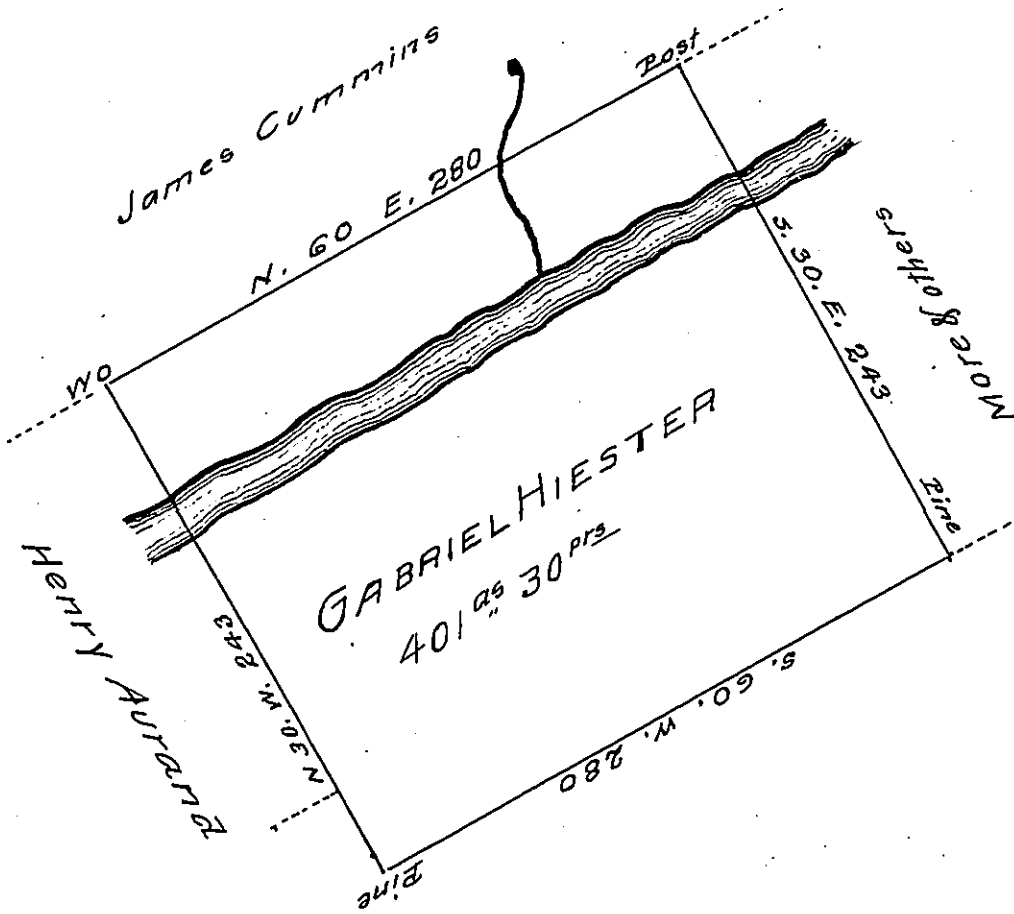 James Cummins
Post
N. 60 E. 280
WO
S. 30. E. 243
More & others
GABRIEL HIESTER
401 as 30 prs
Pine
Henry Aurand
N 30. W. 243
S. 60. W. 280
Pine